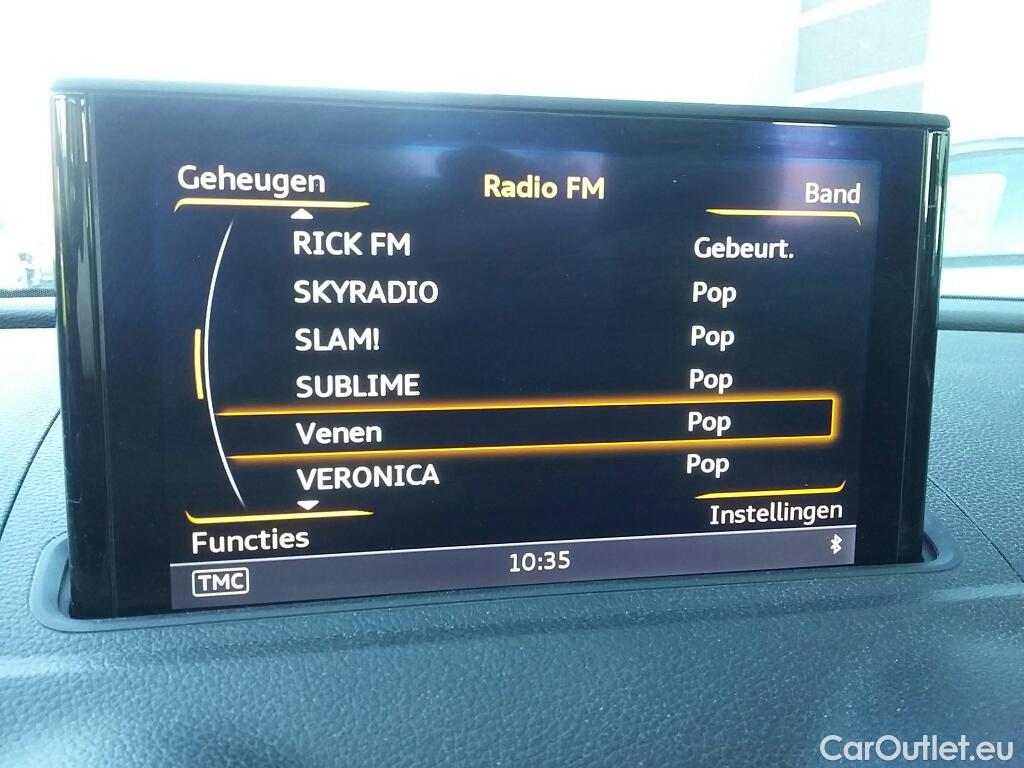 Geheugen Radio FM Band
RICK FM Gebeurt.
SKYRADIO Pop
SLAM! Pop
SUBLIME Pop
Venen Pop
VERONICA Pop
Functies Instellingen
TMC 10:35
CarOutlet.eu